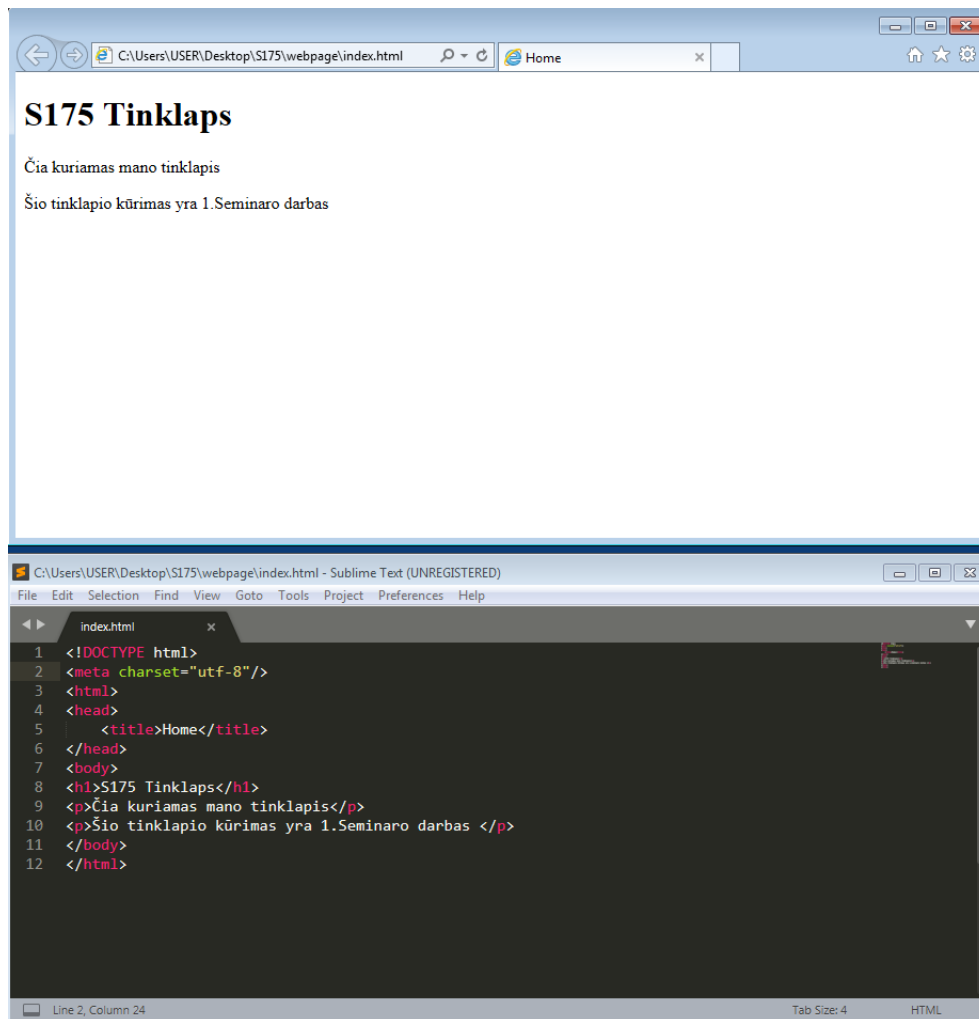 C:\Users\USER\Desktop\S175\webpage\index.html
Home
S175 Tinklaps
Čia kuriamas mano tinklapis
Šio tinklapio kūrimas yra 1.Seminaro darbas
C:\Users\USER\Desktop\S175\webpage\index.html - Sublime Text (UNREGISTERED)
File Edit Selection Find View Goto Tools Project Preferences Help
index.html
1 <!DOCTYPE html>
2 <meta charset="utf-8"/>
3 <html>
4 <head>
5 <title>Home</title>
6 </head>
7 <body>
8 <h1>S175 Tinklaps</h1>
9 <p>Čia kuriamas mano tinklapis</p>
10 <p>Šio tinklapio kūrimas yra 1.Seminaro darbas </p>
11 </body>
12 </html>
Line 2, Column 24 Tab Size: 4 HTML